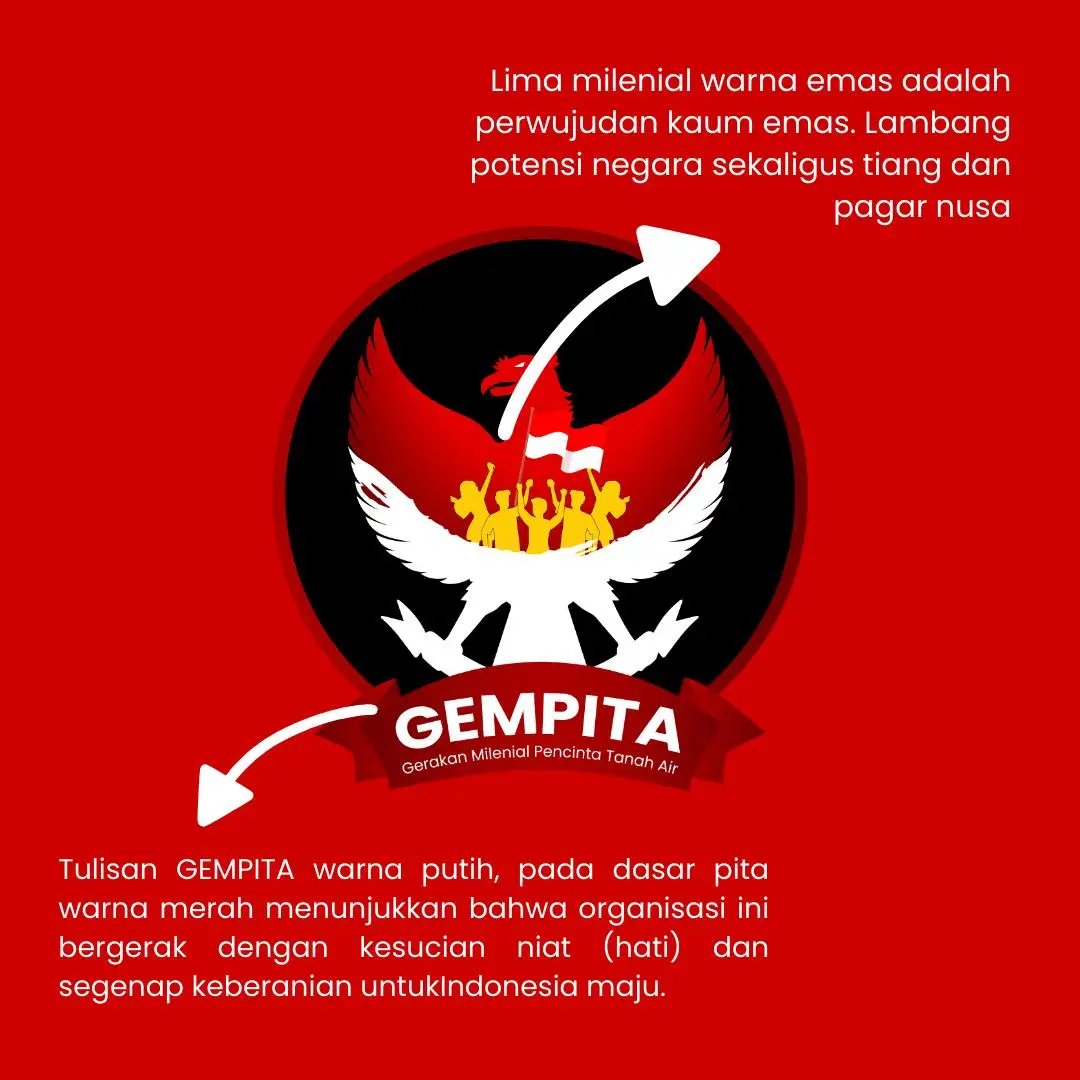 Lima milenial warna emas adalah
perwujudan kaum emas. Lambang
potensi negara sekaligus tiang dan
pagar nusa
GEMPITA
Gerakan Milenial Pencinta Tanah Air
Tulisan GEMPITA warna putih, pada dasar pita
warna merah menunjukkan bahwa organisasi ini
bergerak dengan kesucian niat (hati) dan
segenap keberanian untukIndonesia maju.